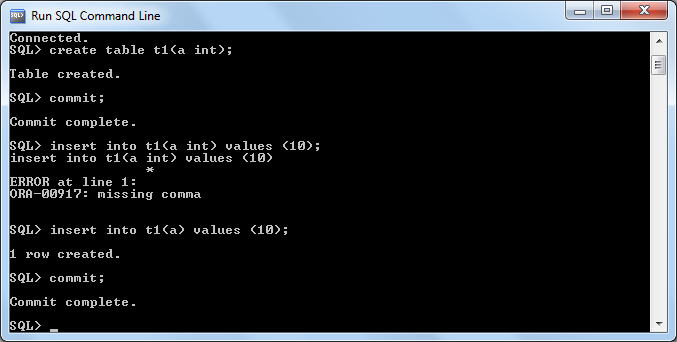 Run SQL Command Line
Connected.
SQL> create table t1(a int);
Table created.
SQL> commit;
Commit complete.
SQL> insert into t1(a int) values (10);
insert into t1(a int) values (10)
*
ERROR at line 1:
ORA-00917: missing comma
SQL> insert into t1(a) values (10);
1 row created.
SQL> commit;
Commit complete.
SQL> _